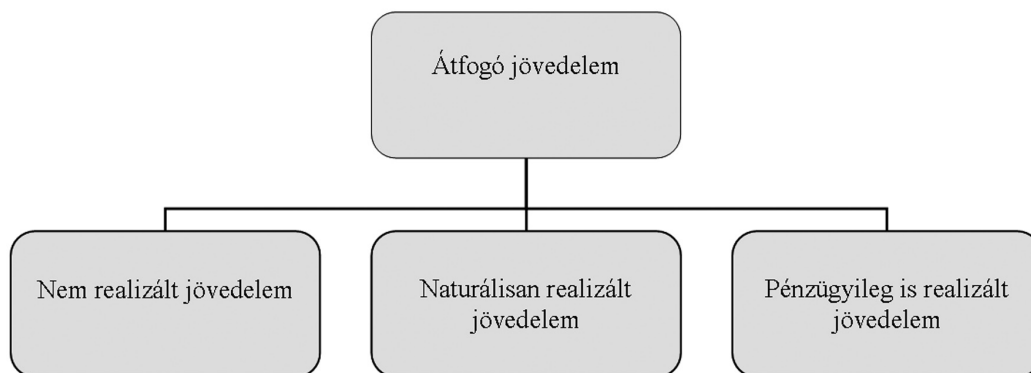 Átfogó jövedelem
Nem realizált jövedelem
Naturálisan realizált
jövedelem
Pénzügyileg is realizált
jövedelem